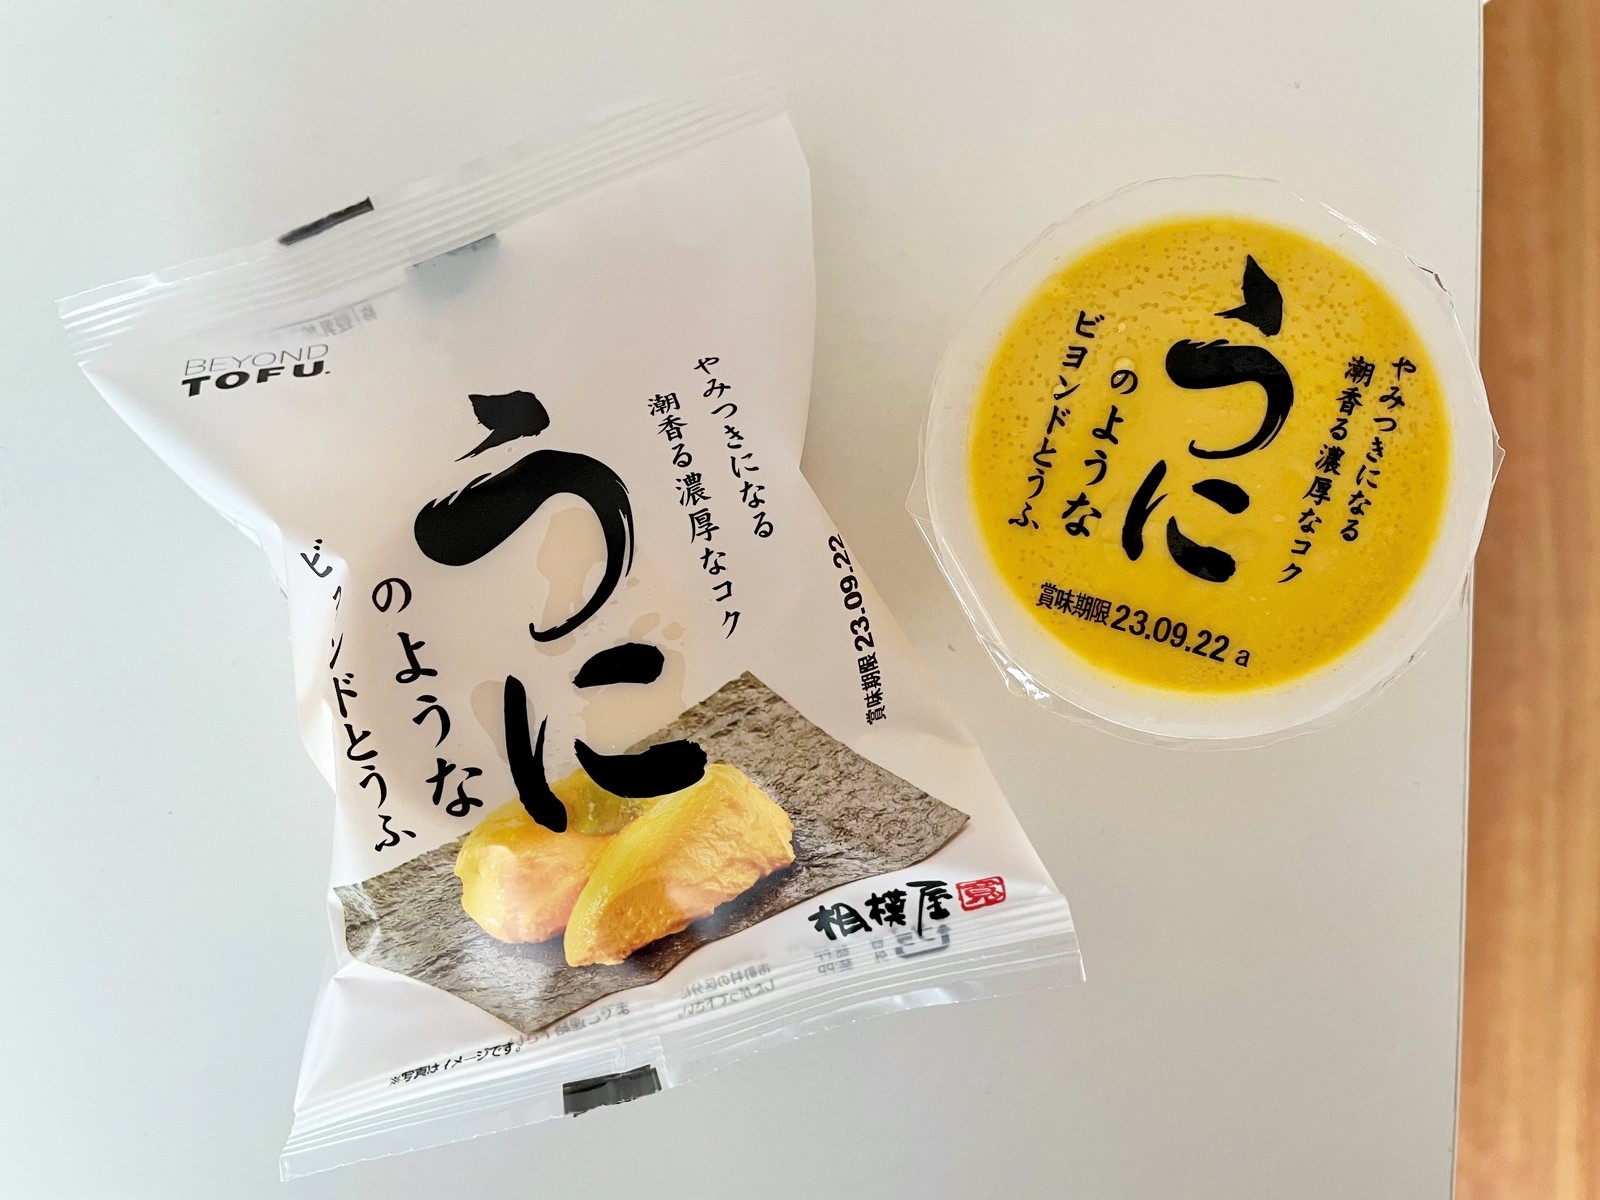 BEYOND
TOFU
やみつきになる
潮香る濃厚なコク
うに
のような
ビヨンドとうふ
賞味期限 23.09.22
相模屋
※写真はイメージです。
やみつきになる
潮香る濃厚なコク
うに
のような
ビヨンドとうふ
賞味期限 23.09.22 a